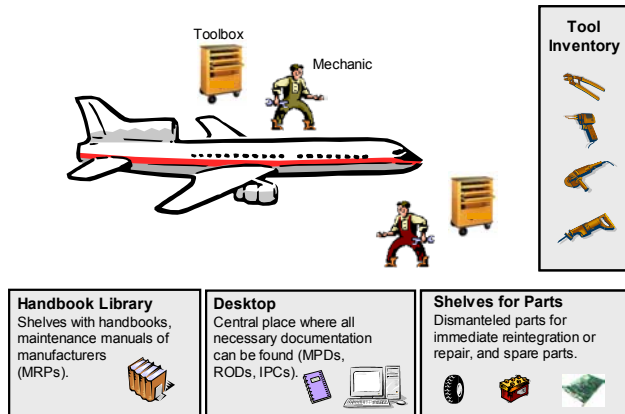 Toolbox
Mechanic
Tool
Inventory
Handbook Library
Shelves with handbooks,
maintenance manuals of
manufacturers
(MRPs).
Desktop
Central place where all
necessary documentation
can be found (MPDs,
RODs, IPCs).
Shelves for Parts
Dismanteled parts for
immediate reintegration or
repair, and spare parts.